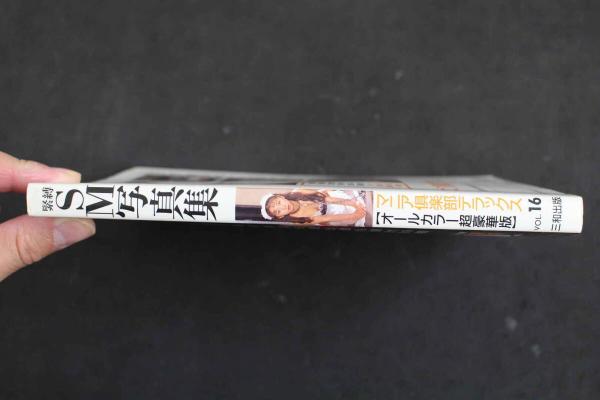 緊縛
SM写真集
マニア倶楽部デラックス
【オールカラー超豪華版】
VOL.16
三和出版